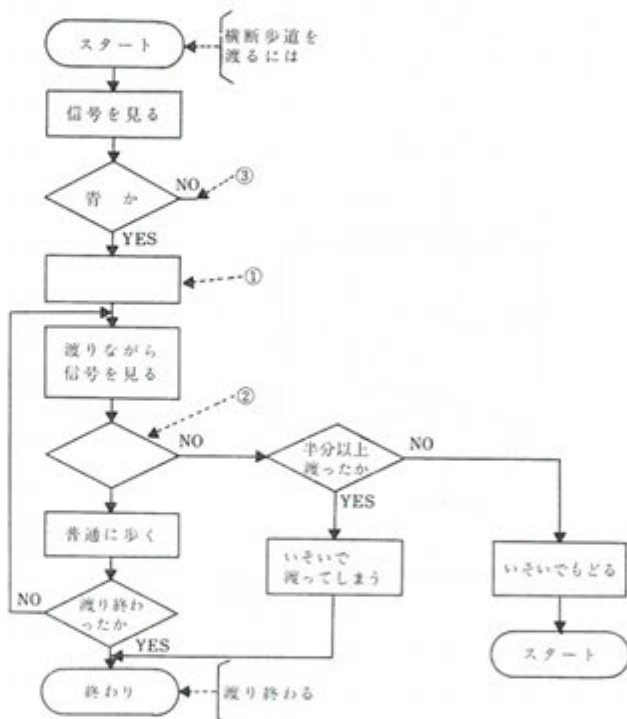 スタート
横断歩道を
渡るには
信号を見る
青か
NO
③
YES
①
渡りながら
信号を見る
②
NO
半分以上
渡ったか
NO
YES
普通に歩く
いそいで
渡ってしまう
いそいでもどる
NO
渡り終わ
ったか
YES
スタート
終わり
渡り終わる